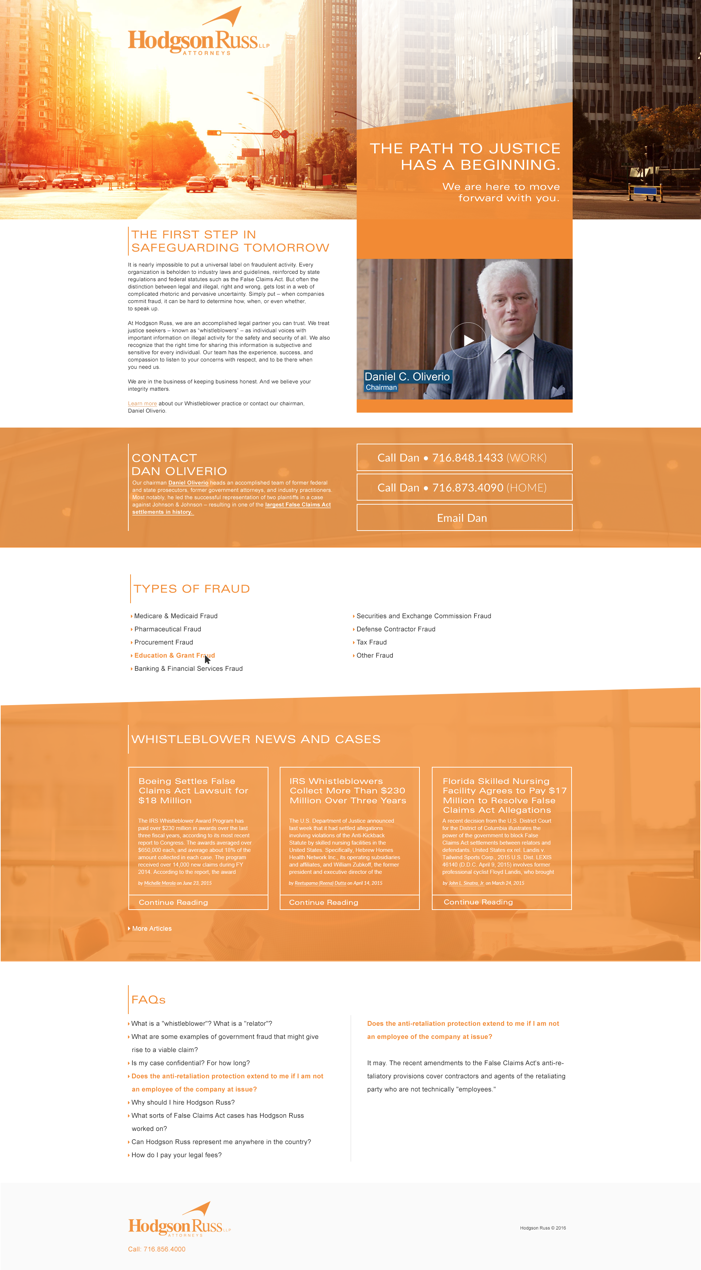 HodgsonRuss LLP
ATTORNEYS
THE PATH TO JUSTICE
HAS A BEGINNING.
We are here to move
forward with you.
THE FIRST STEP IN
SAFEGUARDING TOMORROW
It is nearly impossible to put a universal label on fraudulent activity. Every
organization is beholden to industry laws and guidelines, reinforced by state
regulations and federal statutes such as the False Claims Act. But often the
distinction between legal and illegal, right and wrong, gets lost in a web of
complicated rhetoric and pervasive uncertainty. Simply put – when companies
commit fraud, it can be hard to determine how, when, or even whether,
to speak up.
At Hodgson Russ, we are an accomplished legal partner you can trust. We treat
justice seekers – known as "whistleblowers" – as individual voices with
important information on illegal activity for the safety and security of all. We also
recognize that the right time for sharing this information is subjective and
sensitive for every individual. Our team has the experience, success, and
compassion to listen to your concerns with respect, and to be there when
you need us.
We are in the business of keeping business honest. And we believe your
integrity matters.
Learn more about our Whistleblower practice or contact our chairman,
Daniel Oliverio.
Daniel C. Oliverio
Chairman
CONTACT
DAN OLIVERIO
Our chairman Daniel Oliverio heads an accomplished team of former federal
and state prosecutors, former government attorneys, and industry practitioners.
Most notably, he led the successful representation of two plaintiffs in a case
against Johnson & Johnson – resulting in one of the largest False Claims Act
settlements in history.
Call Dan • 716.848.1433 (WORK)
Call Dan • 716.873.4090 (HOME)
Email Dan
TYPES OF FRAUD
Medicare & Medicaid Fraud
Pharmaceutical Fraud
Procurement Fraud
Education & Grant Fraud
Banking & Financial Services Fraud
Securities and Exchange Commission Fraud
Defense Contractor Fraud
Tax Fraud
Other Fraud
WHISTLEBLOWER NEWS AND CASES
Boeing Settles False
Claims Act Lawsuit for
$18 Million
The IRS Whistleblower Award Program has
paid over $230 million in awards over the last
three fiscal years, according to its most recent
report to Congress. The awards averaged over
$650,000 each, and average about 18% of the
amount collected in each case. The program
received over 14,000 new claims during FY
2014. According to the report, the award
by Michelle Merola on June 23, 2015
Continue Reading
IRS Whistleblowers
Collect More Than $230
Million Over Three Years
The U.S. Department of Justice announced
last week that it had settled allegations
involving violations of the Anti-Kickback
Statute by skilled nursing facilities in the
United States. Specifically, Hebrew Homes
Health Network Inc., its operating subsidiaries
and affiliates, and William Zubkoff, the former
president and executive director of the
by Reetuparna (Reena) Dutta on April 14, 2015
Continue Reading
Florida Skilled Nursing
Facility Agrees to Pay $17
Million to Resolve False
Claims Act Allegations
A recent decision from the U.S. District Court
for the District of Columbia illustrates the
power of the government to block False
Claims Act settlements between relators and
defendants. United States ex rel. Landis v.
Tailwind Sports Corp., 2015 U.S. Dist. LEXIS
46140 (D.D.C. April 9, 2015) involves former
professional cyclist Floyd Landis, who brought
by John L. Sinatra, Jr. on March 24, 2015
Continue Reading
More Articles
FAQs
What is a "whistleblower"? What is a "relator"?
What are some examples of government fraud that might give
rise to a viable claim?
Is my case confidential? For how long?
Does the anti-retaliation protection extend to me if I am not
an employee of the company at issue?
Why should I hire Hodgson Russ?
What sorts of False Claims Act cases has Hodgson Russ
worked on?
Can Hodgson Russ represent me anywhere in the country?
How do I pay your legal fees?
Does the anti-retaliation protection extend to me if I am not
an employee of the company at issue?
It may. The recent amendments to the False Claims Act's anti-re-
taliatory provisions cover contractors and agents of the retaliating
party who are not technically "employees."
HodgsonRuss LLP
ATTORNEYS
Call: 716.856.4000
Hodgson Russ © 2016